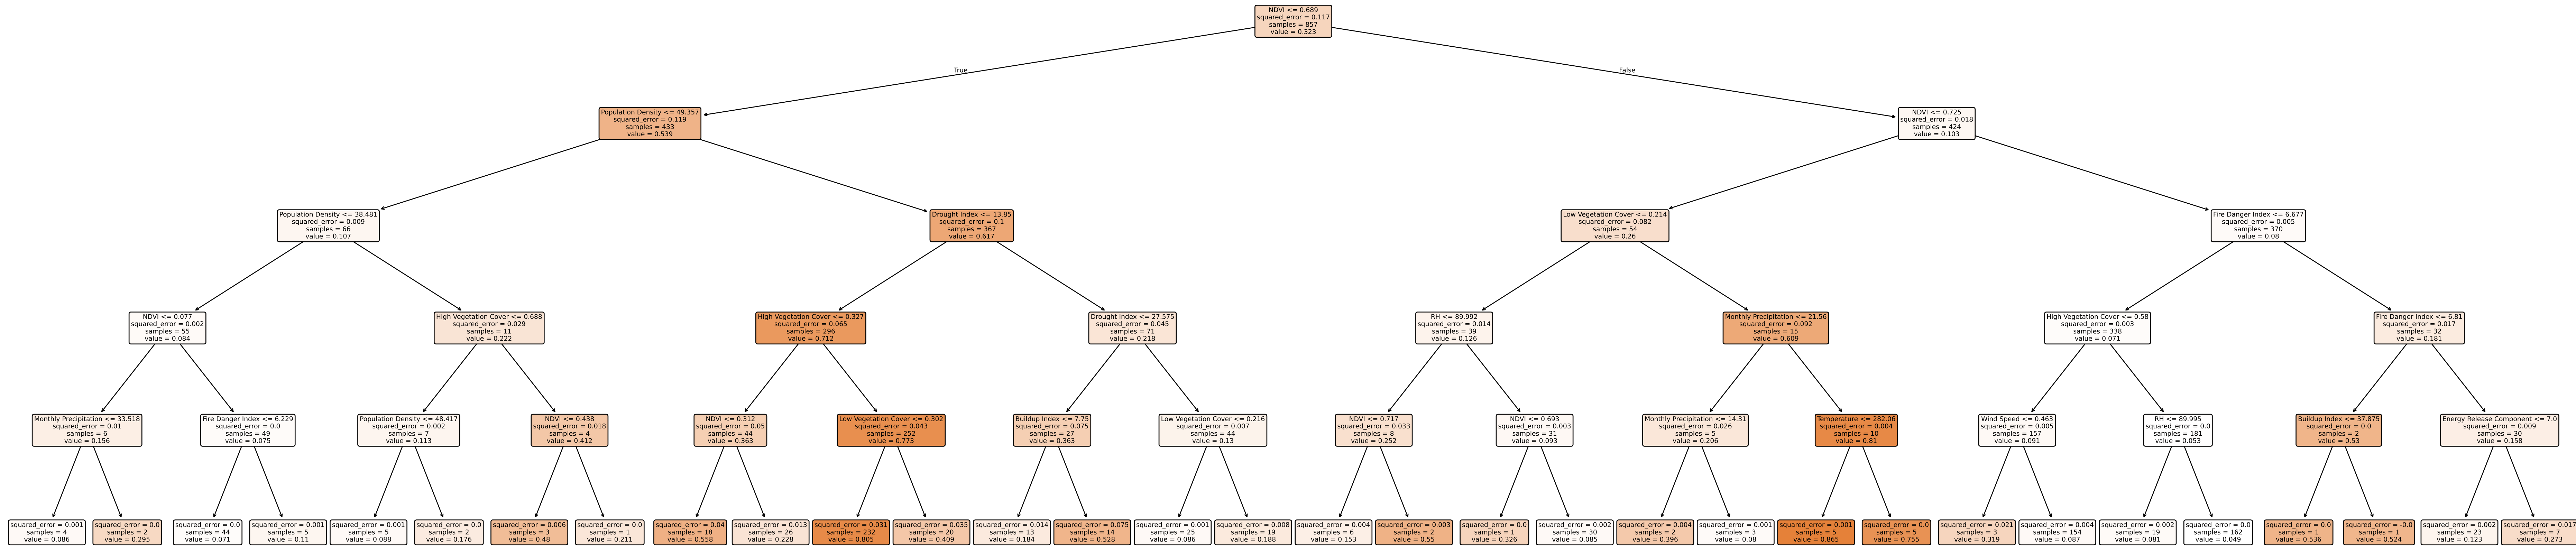 NDVI <= 0.689
squared_error = 0.117
samples = 857
value = 0.323
True
False
Population Density <= 49.357
squared_error = 0.119
samples = 433
value = 0.539
NDVI <= 0.725
squared_error = 0.018
samples = 424
value = 0.103
Population Density <= 38.481
squared_error = 0.009
samples = 66
value = 0.107
Drought Index <= 13.85
squared_error = 0.1
samples = 367
value = 0.617
Low Vegetation Cover <= 0.214
squared_error = 0.082
samples = 54
value = 0.26
Fire Danger Index <= 6.677
squared_error = 0.005
samples = 370
value = 0.08
NDVI <= 0.077
squared_error = 0.002
samples = 55
value = 0.084
High Vegetation Cover <= 0.688
squared_error = 0.029
samples = 11
value = 0.222
High Vegetation Cover <= 0.327
squared_error = 0.065
samples = 296
value = 0.712
Drought Index <= 27.575
squared_error = 0.045
samples = 71
value = 0.218
RH <= 89.992
squared_error = 0.014
samples = 39
value = 0.126
Monthly Precipitation <= 21.56
squared_error = 0.092
samples = 15
value = 0.609
High Vegetation Cover <= 0.58
squared_error = 0.003
samples = 338
value = 0.071
Fire Danger Index <= 6.81
squared_error = 0.017
samples = 32
value = 0.181
Monthly Precipitation <= 33.518
squared_error = 0.01
samples = 6
value = 0.156
Fire Danger Index <= 6.229
squared_error = 0.0
samples = 49
value = 0.075
Population Density <= 48.417
squared_error = 0.002
samples = 7
value = 0.113
NDVI <= 0.438
squared_error = 0.018
samples = 4
value = 0.412
NDVI <= 0.312
squared_error = 0.05
samples = 44
value = 0.363
Low Vegetation Cover <= 0.302
squared_error = 0.043
samples = 252
value = 0.773
Buildup Index <= 7.75
squared_error = 0.075
samples = 27
value = 0.363
Low Vegetation Cover <= 0.216
squared_error = 0.007
samples = 44
value = 0.13
NDVI <= 0.717
squared_error = 0.033
samples = 8
value = 0.252
NDVI <= 0.693
squared_error = 0.003
samples = 31
value = 0.093
Monthly Precipitation <= 14.31
squared_error = 0.026
samples = 5
value = 0.206
Temperature <= 282.06
squared_error = 0.004
samples = 10
value = 0.81
Wind Speed <= 0.463
squared_error = 0.005
samples = 157
value = 0.091
RH <= 89.995
squared_error = 0.0
samples = 181
value = 0.053
Buildup Index <= 37.875
squared_error = 0.0
samples = 2
value = 0.53
Energy Release Component <= 7.0
squared_error = 0.009
samples = 30
value = 0.158
squared_error = 0.001
samples = 4
value = 0.086
squared_error = 0.0
samples = 2
value = 0.295
squared_error = 0.0
samples = 44
value = 0.071
squared_error = 0.001
samples = 5
value = 0.11
squared_error = 0.001
samples = 5
value = 0.088
squared_error = 0.0
samples = 2
value = 0.176
squared_error = 0.006
samples = 3
value = 0.48
squared_error = 0.0
samples = 1
value = 0.211
squared_error = 0.04
samples = 18
value = 0.558
squared_error = 0.013
samples = 26
value = 0.228
squared_error = 0.031
samples = 232
value = 0.805
squared_error = 0.035
samples = 20
value = 0.409
squared_error = 0.014
samples = 13
value = 0.184
squared_error = 0.075
samples = 14
value = 0.528
squared_error = 0.001
samples = 25
value = 0.086
squared_error = 0.008
samples = 19
value = 0.188
squared_error = 0.004
samples = 6
value = 0.153
squared_error = 0.003
samples = 2
value = 0.55
squared_error = 0.0
samples = 1
value = 0.326
squared_error = 0.002
samples = 30
value = 0.085
squared_error = 0.004
samples = 2
value = 0.396
squared_error = 0.001
samples = 3
value = 0.08
squared_error = 0.001
samples = 5
value = 0.865
squared_error = 0.0
samples = 5
value = 0.755
squared_error = 0.021
samples = 3
value = 0.319
squared_error = 0.004
samples = 154
value = 0.087
squared_error = 0.002
samples = 19
value = 0.081
squared_error = 0.0
samples = 162
value = 0.049
squared_error = 0.0
samples = 1
value = 0.536
squared_error = -0.0
samples = 1
value = 0.524
squared_error = 0.002
samples = 23
value = 0.123
squared_error = 0.017
samples = 7
value = 0.273